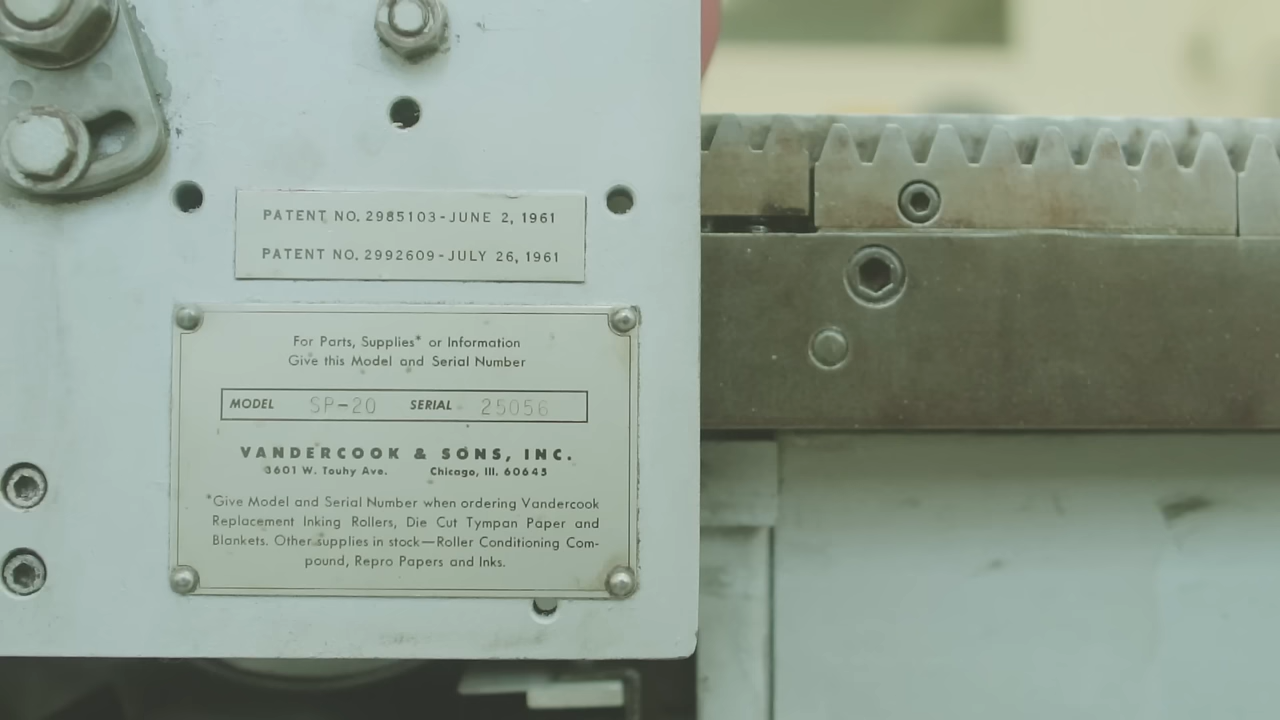 PATENT NO. 2985103-JUNE 2, 1961
PATENT NO. 2992609-JULY 26, 1961
For Parts, Supplies* or Information
Give this Model and Serial Number
MODEL SP-20 SERIAL 25056
VANDERCOOK & SONS, INC.
3601 W. Touhy Ave. Chicago, Ill. 60645
*Give Model and Serial Number when ordering Vandercook
Replacement Inking Rollers, Die Cut Tympan Paper and
Blankets. Other supplies in stock—Roller Conditioning Com-
pound, Repro Papers and Inks.